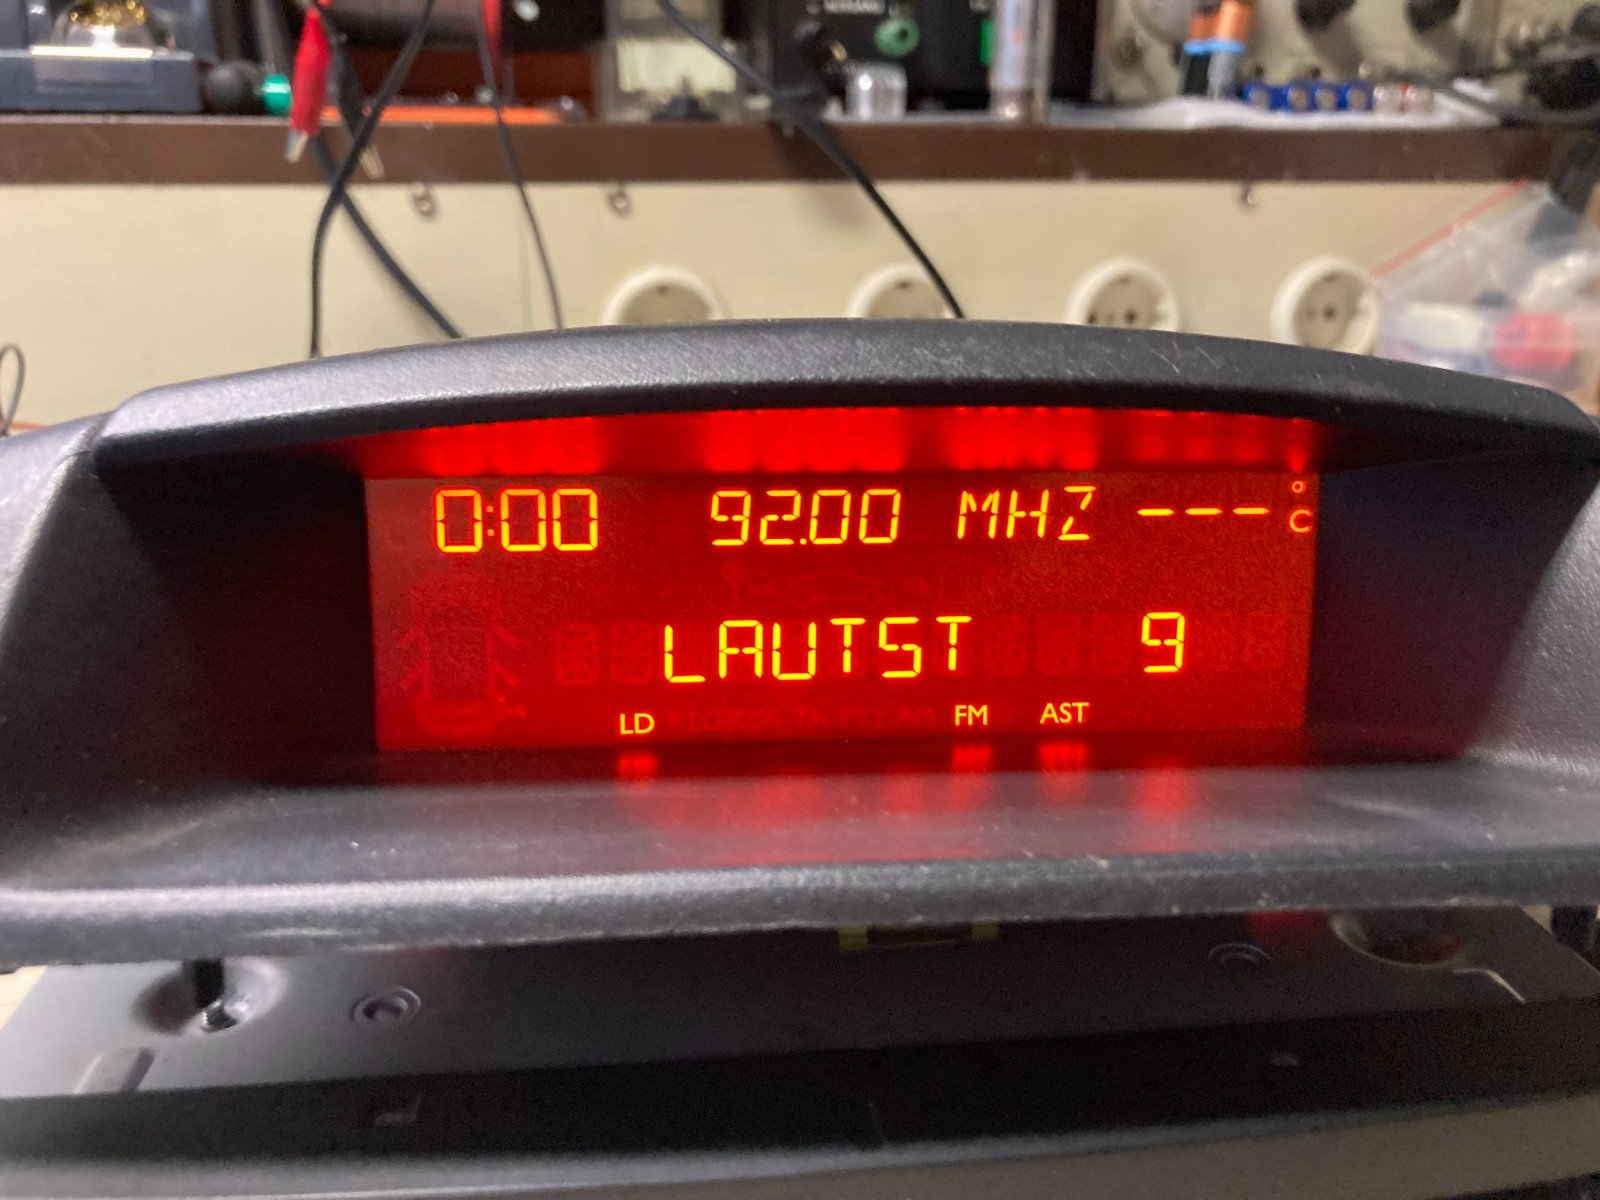 0:00 92.00 MHZ ---°C
LAUTST 9
LD FM AST